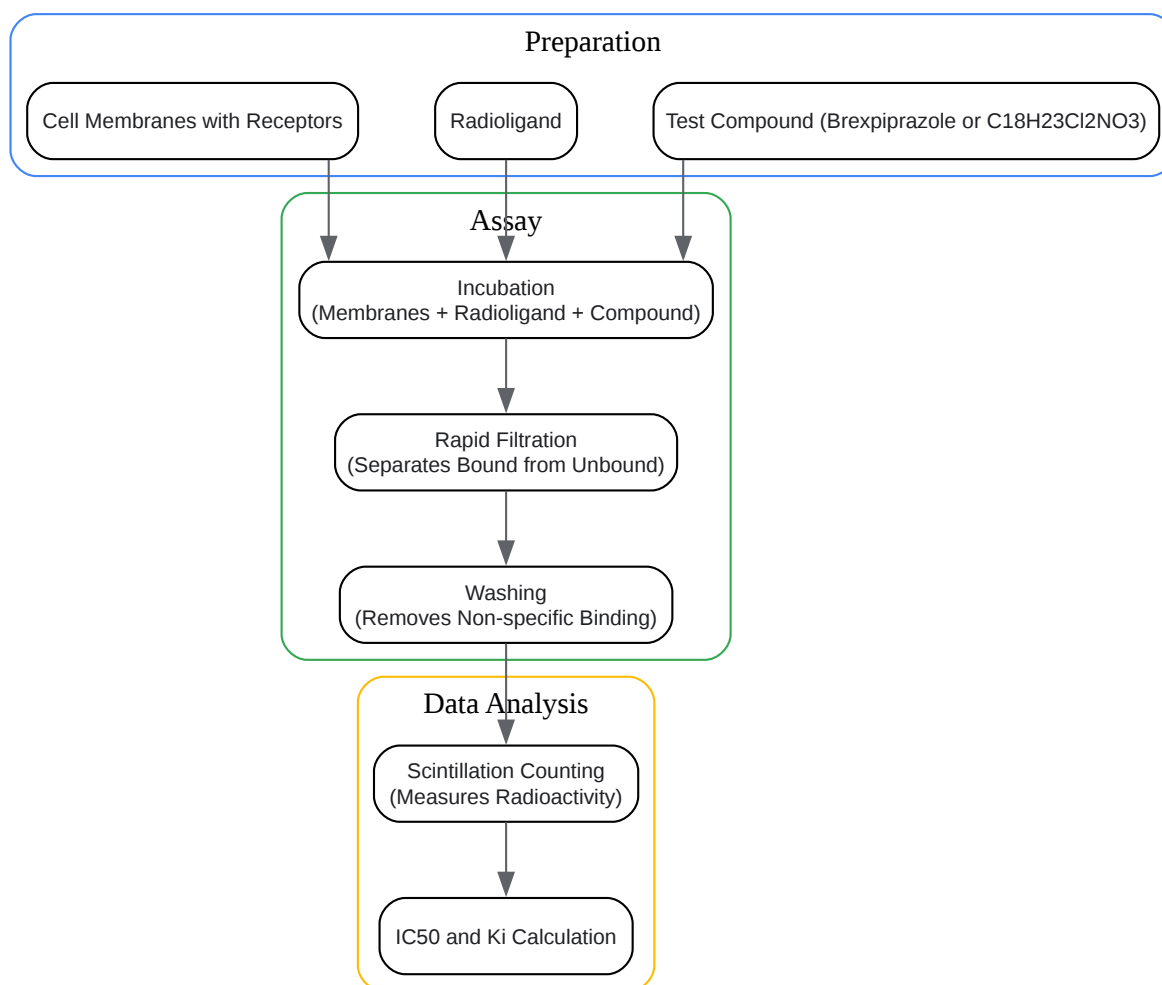 Preparation
Cell Membranes with Receptors
Radioligand
Test Compound (Brexpiprazole or C18H23Cl2NO3)
Assay
Incubation
(Membranes + Radioligand + Compound)
Rapid Filtration
(Separates Bound from Unbound)
Washing
(Removes Non-specific Binding)
Data Analysis
Scintillation Counting
(Measures Radioactivity)
IC50 and Ki Calculation